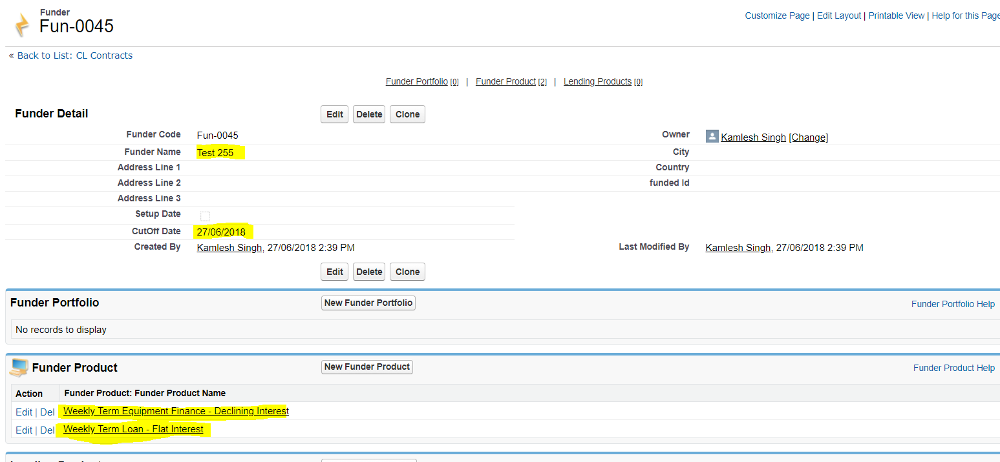 Funder
Fun-0045
Customize Page | Edit Layout | Printable View | Help for this Page
« Back to List: CL Contracts
Funder Portfolio [0] | Funder Product [2] | Lending Products [0]
Funder Detail Edit Delete Clone
Funder Code Fun-0045 Owner Kamlesh Singh [Change]
Funder Name Test 255 City
Address Line 1 Country
Address Line 2 funded Id
Address Line 3
Setup Date
CutOff Date 27/06/2018
Created By Kamlesh Singh, 27/06/2018 2:39 PM Last Modified By Kamlesh Singh, 27/06/2018 2:39 PM
Edit Delete Clone
Funder Portfolio New Funder Portfolio Funder Portfolio Help
No records to display
Funder Product New Funder Product Funder Product Help
Action Funder Product: Funder Product Name
Edit | Del Weekly Term Equipment Finance - Declining Interest
Edit | Del Weekly Term Loan - Flat Interest